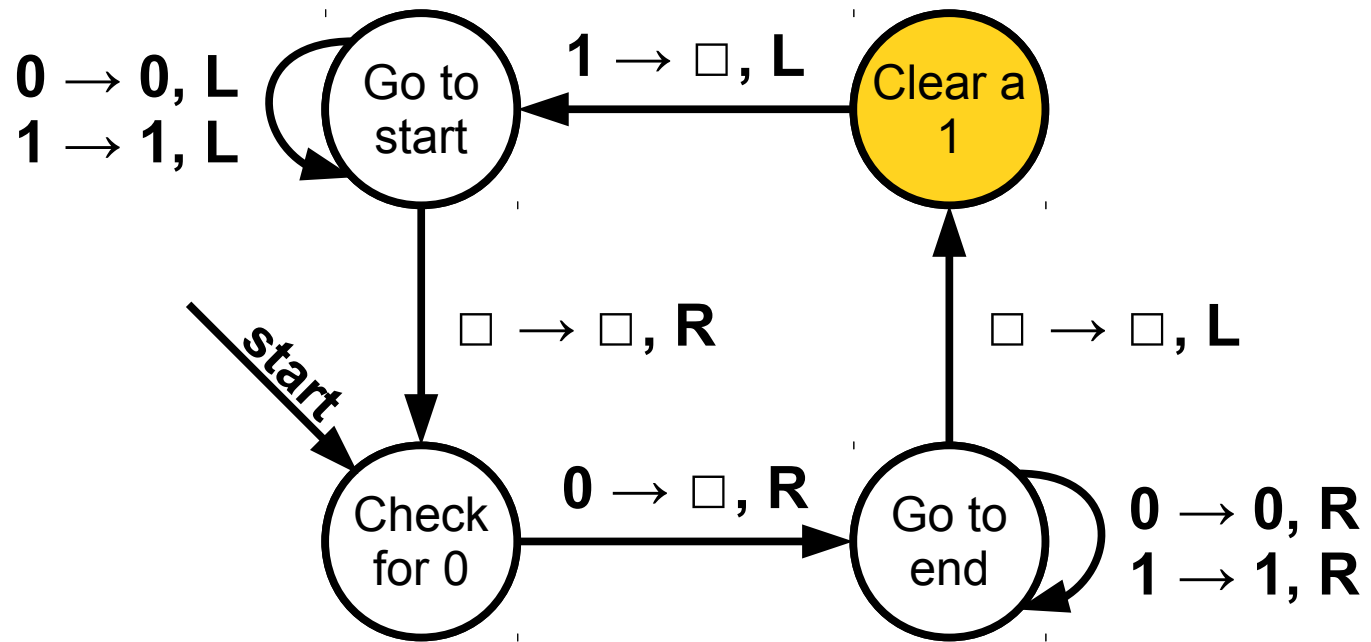 1 → □, L
0 → 0, L
1 → 1, L
Go to
start
Clear a
1
□ → □, R
□ → □, L
start
Check
for 0
0 → □, R
Go to
end
0 → 0, R
1 → 1, R